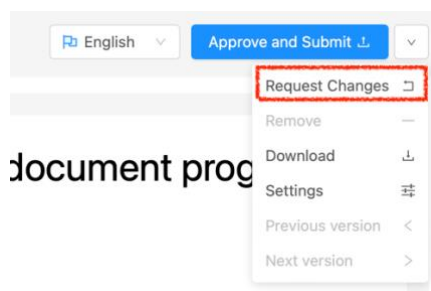 English
Approve and Submit
Request Changes
Remove
document prog
Download
Settings
Previous version
Next version